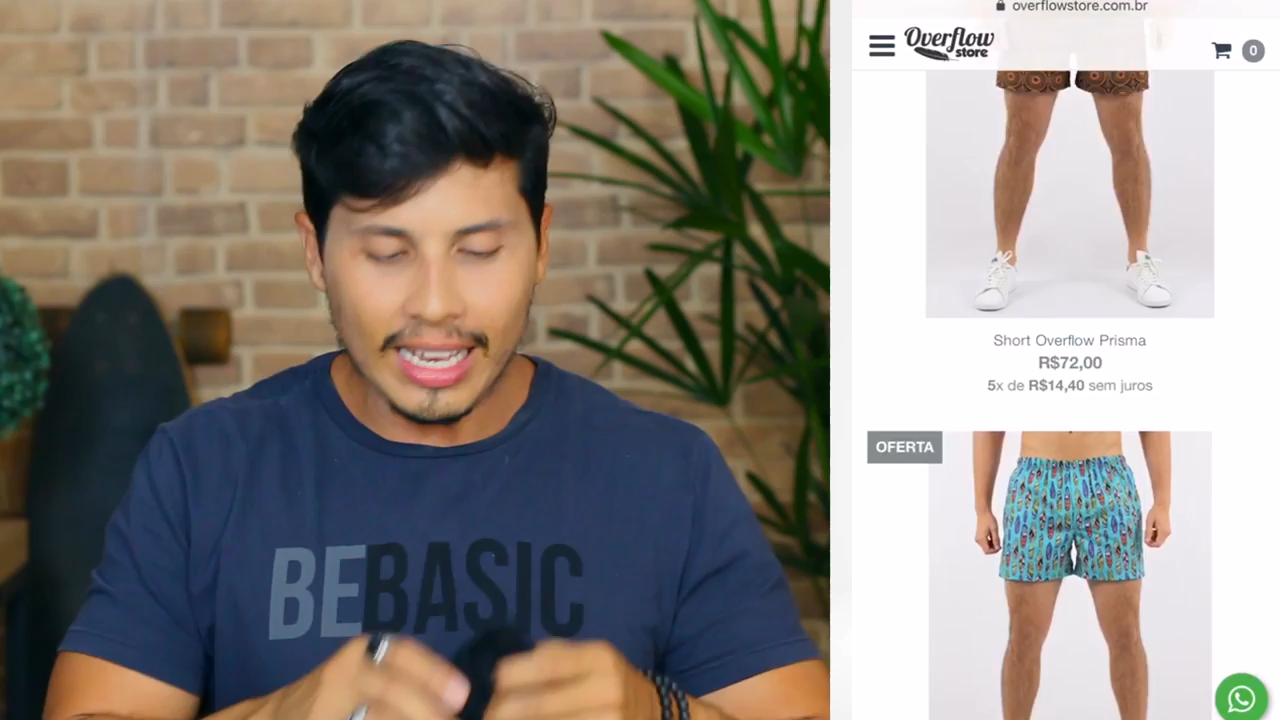 BEBASIC
overflowstore.com.br
Overflow
store
0
Short Overflow Prisma
R$72,00
5x de R$14,40 sem juros
OFERTA